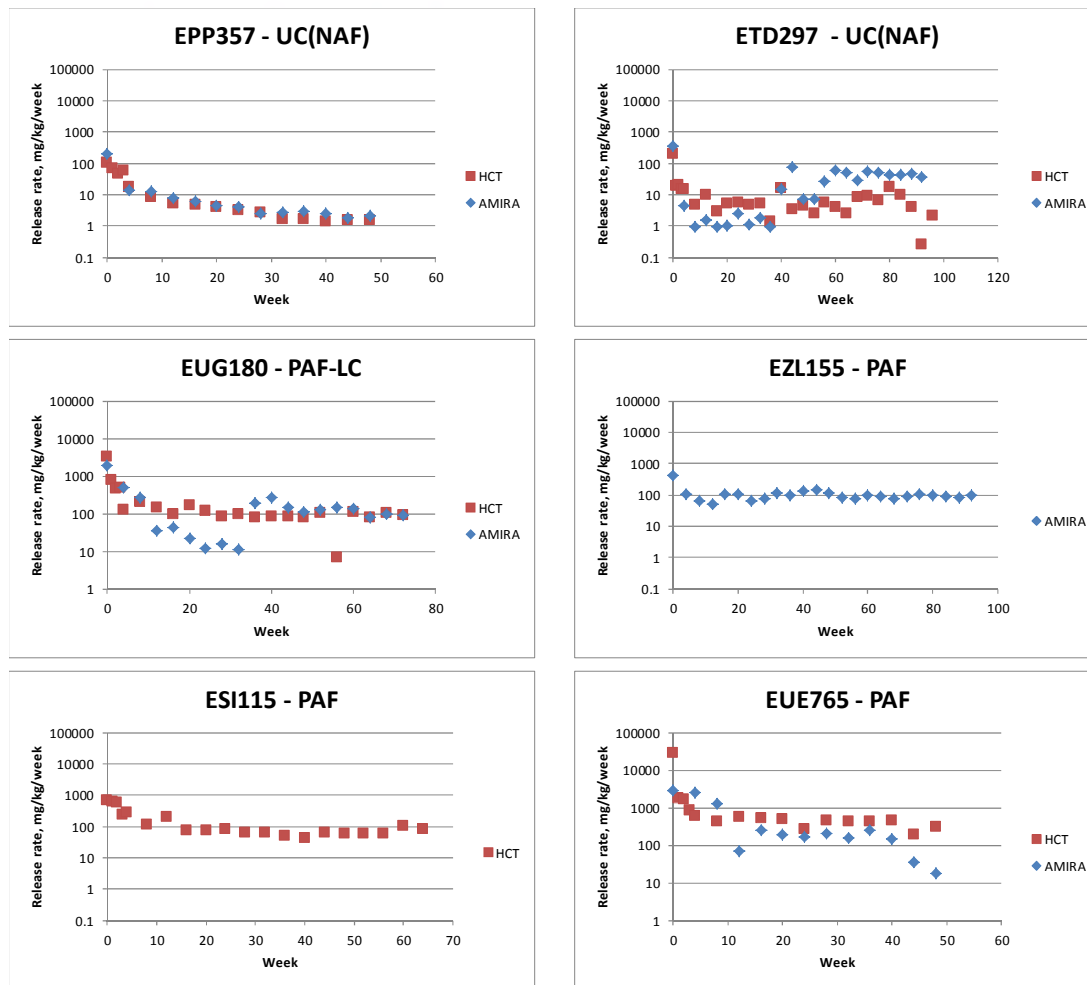 EPP357 - UC(NAF)
100000
10000
1000
100
10
1
0.1
0
10
20
30
40
50
60
Release rate, mg/kg/week
Week
HCT
AMIRA
ETD297 - UC(NAF)
100000
10000
1000
100
10
1
0.1
0
20
40
60
80
100
120
Release rate, mg/kg/week
Week
HCT
AMIRA
EUG180 - PAF-LC
100000
10000
1000
100
10
1
0
20
40
60
80
Release rate, mg/kg/week
Week
HCT
AMIRA
EZL155 - PAF
100000
10000
1000
100
10
1
0.1
0
20
40
60
80
100
Release rate, mg/kg/week
Week
AMIRA
ESI115 - PAF
100000
10000
1000
100
10
1
0.1
0
10
20
30
40
50
60
70
Release rate, mg/kg/week
Week
HCT
EUE765 - PAF
100000
10000
1000
100
10
1
0
10
20
30
40
50
60
Release rate, mg/kg/week
Week
HCT
AMIRA